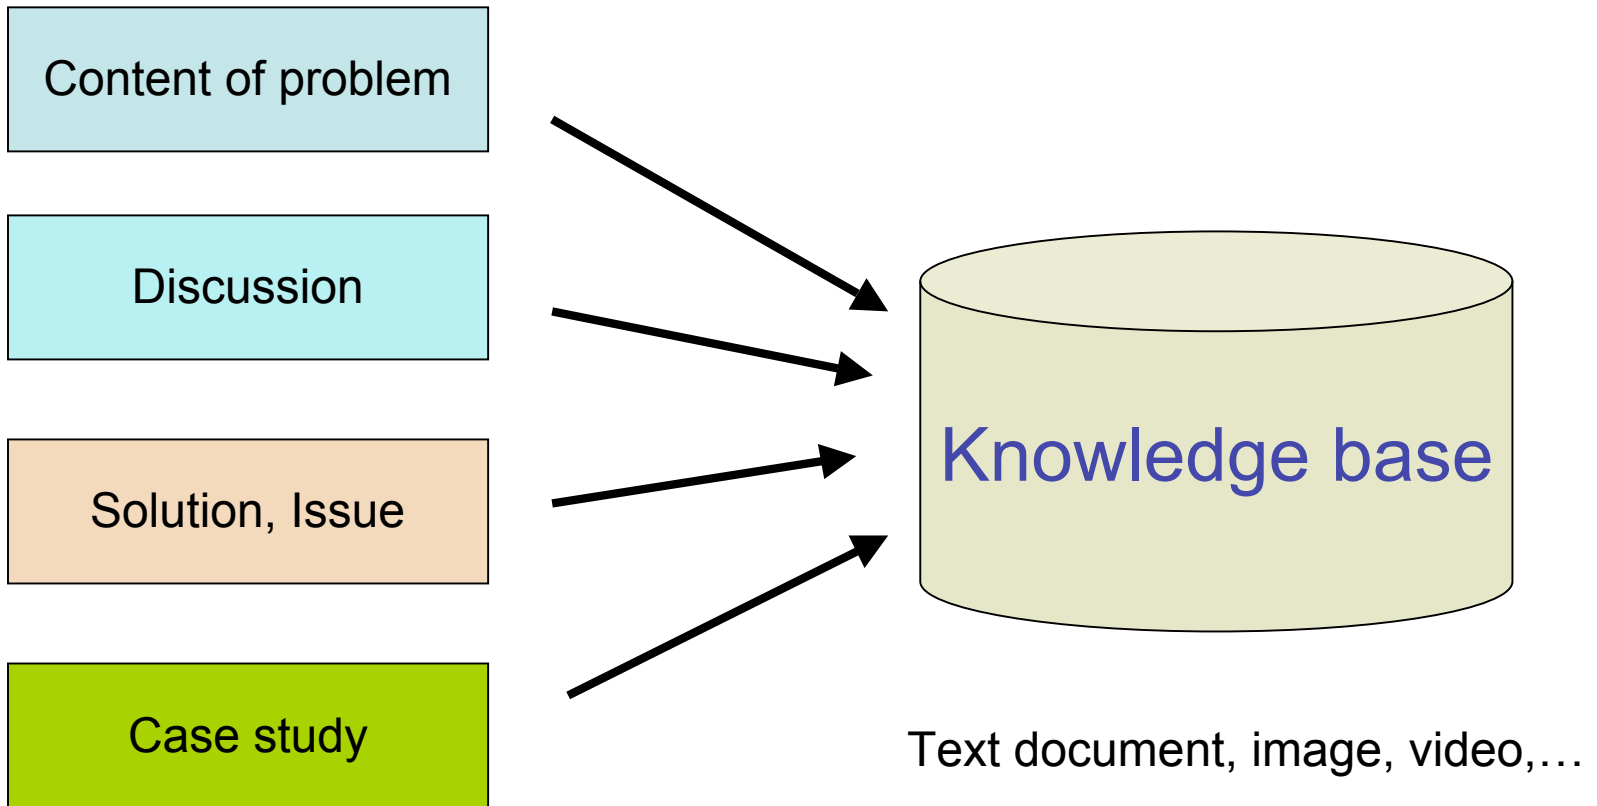 Content of problem
Discussion
Solution, Issue
Case study
Knowledge base
Text document, image, video,…